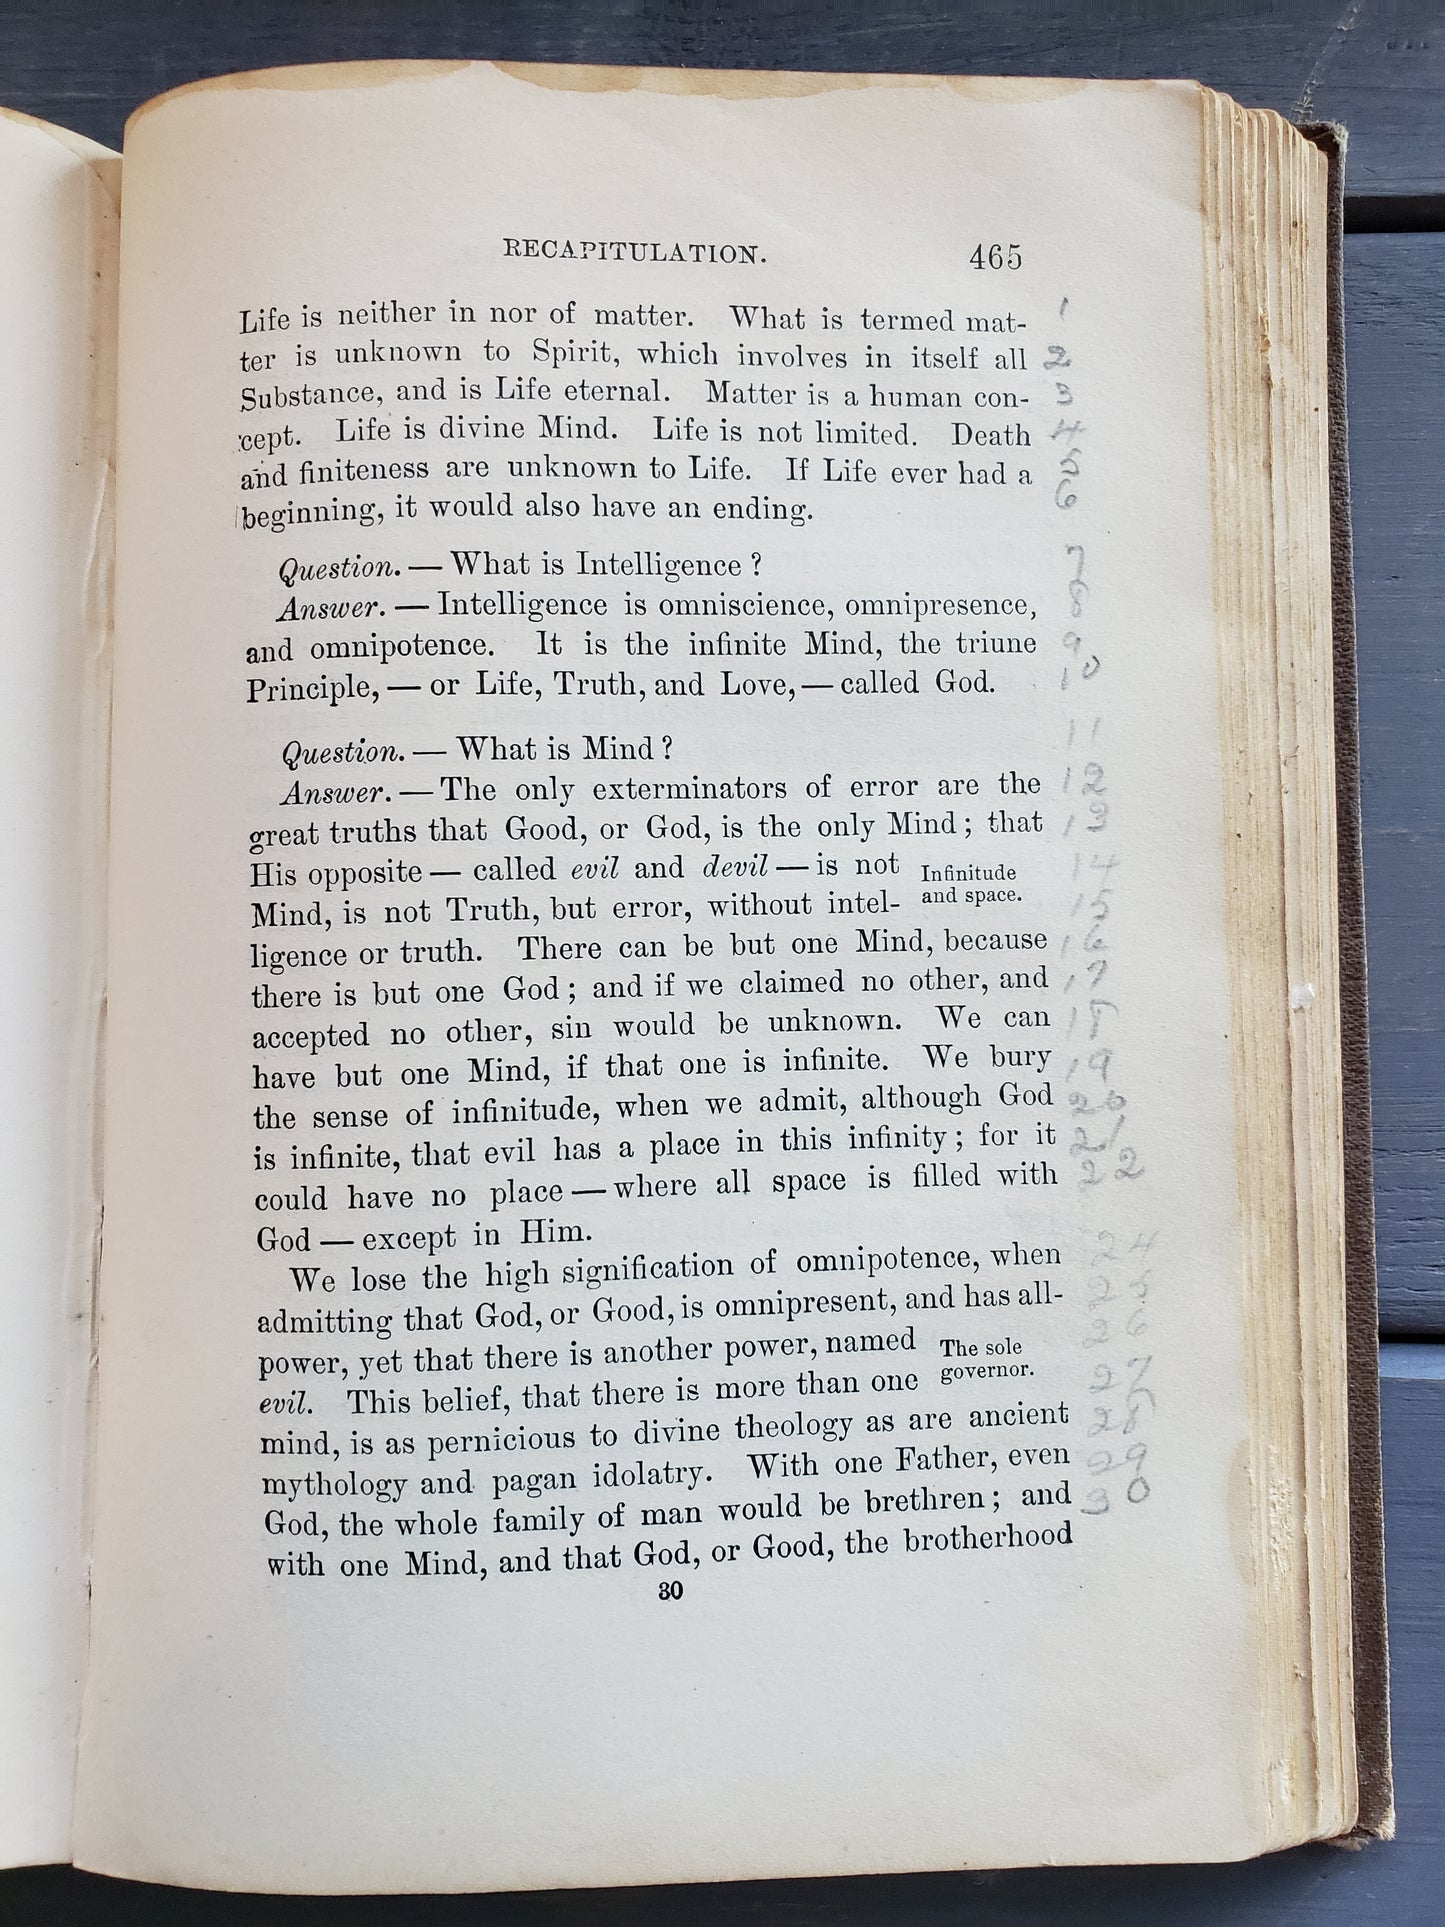 RECAPITULATION. 465
Life is neither in nor of matter. What is termed mat- 1
ter is unknown to Spirit, which involves in itself all 2
Substance, and is Life eternal. Matter is a human con- 3
cept. Life is divine Mind. Life is not limited. Death 4
and finiteness are unknown to Life. If Life ever had a 5
beginning, it would also have an ending. 6
Question. — What is Intelligence? 7
Answer. — Intelligence is omniscience, omnipresence, 8
and omnipotence. It is the infinite Mind, the triune 9
Principle, — or Life, Truth, and Love, — called God. 10
Question. — What is Mind? 11
Answer. — The only exterminators of error are the 12
great truths that Good, or God, is the only Mind; that 13
His opposite — called evil and devil — is not Infinitude 14
Mind, is not Truth, but error, without intel- and space. 15
ligence or truth. There can be but one Mind, because 16
there is but one God; and if we claimed no other, and 17
accepted no other, sin would be unknown. We can 18
have but one Mind, if that one is infinite. We bury 19
the sense of infinitude, when we admit, although God 20
is infinite, that evil has a place in this infinity; for it 21
could have no place — where all space is filled with 22
God — except in Him.
We lose the high signification of omnipotence, when 24
admitting that God, or Good, is omnipresent, and has all- 25
power, yet that there is another power, named The sole 26
evil. This belief, that there is more than one governor. 27
mind, is as pernicious to divine theology as are ancient 28
mythology and pagan idolatry. With one Father, even 29
God, the whole family of man would be brethren; and 30
with one Mind, and that God, or Good, the brotherhood
30